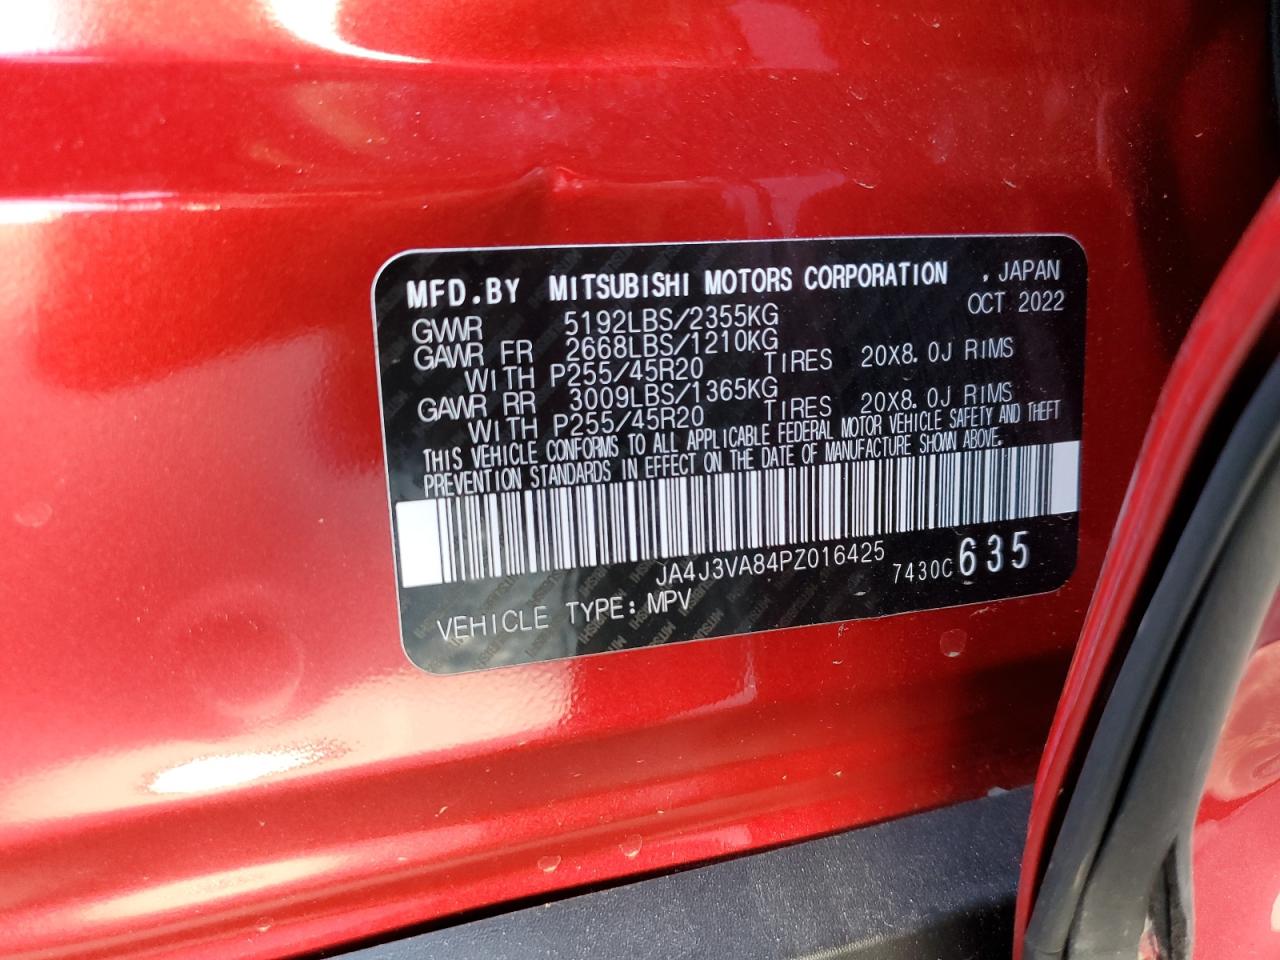 MFD.BY MITSUBISHI MOTORS CORPORATION , JAPAN
GVWR 5192LBS/2355KG OCT 2022
GAWR FR 2668LBS/1210KG
WITH P255/45R20 TIRES 20X8.0J RIMS
GAWR RR 3009LBS/1365KG
WITH P255/45R20 TIRES 20X8.0J RIMS
THIS VEHICLE CONFORMS TO ALL APPLICABLE FEDERAL MOTOR VEHICLE SAFETY AND THEFT
PREVENTION STANDARDS IN EFFECT ON THE DATE OF MANUFACTURE SHOWN ABOVE.
JA4J3VA84PZ016425 7430C 635
VEHICLE TYPE: MPV